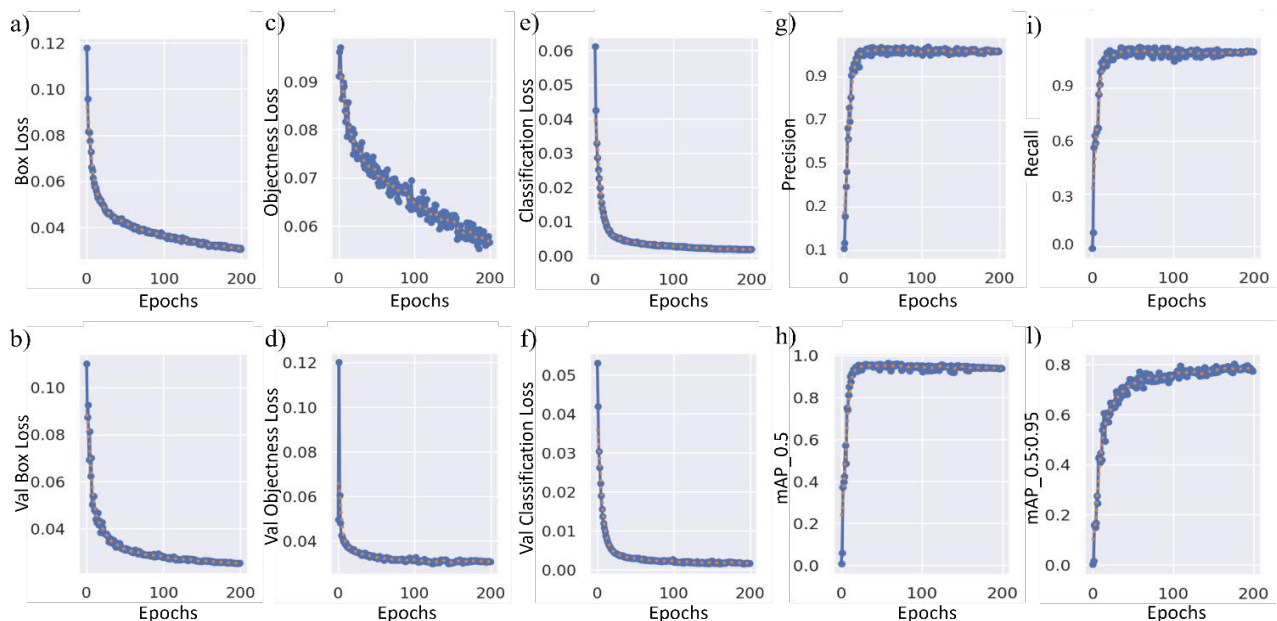 a)
0.12
0.10
0.08
0.06
0.04
Box Loss
0
100
200
Epochs
c)
0.09
0.08
0.07
0.06
Objectness Loss
0
100
200
Epochs
e)
0.06
0.05
0.04
0.03
0.02
0.01
0.00
Classification Loss
0
100
200
Epochs
g)
0.9
0.7
0.5
0.2
0.1
Precision
0
100
200
Epochs
i)
0.9
0.6
0.3
0.0
Recall
0
100
200
Epochs
b)
0.10
0.08
0.06
0.04
Val Box Loss
0
100
200
Epochs
d)
0.12
0.10
0.08
0.06
0.04
Val Objectness Loss
0
100
200
Epochs
f)
0.05
0.04
0.03
0.02
0.01
0.00
Val Classification Loss
0
100
200
Epochs
h)
1.0
0.8
0.6
0.4
0.2
0.0
mAP_0.5
0
100
200
Epochs
l)
0.8
0.6
0.4
0.2
0.0
mAP_0.5:0.95
0
100
200
Epochs